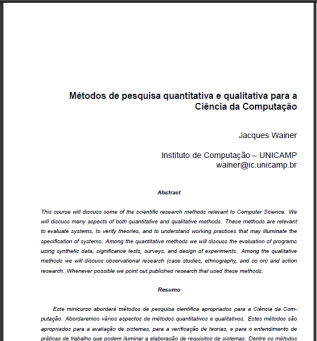 Métodos de pesquisa quantitativa e qualitativa para a
Ciência da Computação
Jacques Wainer
Instituto de Computação – UNICAMP
wainer@ic.unicamp.br
Abstract
This course will discuss some of the scientific research methods relevant to Computer Science. We
will discuss many aspects of both quantitative and qualitative methods. These methods are relevant
to evaluate systems, to verify theories, and to understand working practices that may illuminate the
specification of systems. Among the quantitative methods we will discuss the evaluation of programs
using synthetic data, significance tests, surveys, and design of experiments. Among the qualitative
methods we will discuss observational research (case studies, ethnography, and so on) and action
research. Whenever possible we point out published research that used these methods.
Resumo
Este minicurso abordará métodos de pesquisa científica apropriados para a Ciência da Com-
putação. Abordaremos vários aspectos de métodos quantitativos e qualitativos. Estes métodos são
apropriados para a avaliação de sistemas, para a verificação de teorias, e para o entendimento de
práticas de trabalho que podem iluminar a elaboração de requisitos de sistemas. Dentre os métodos